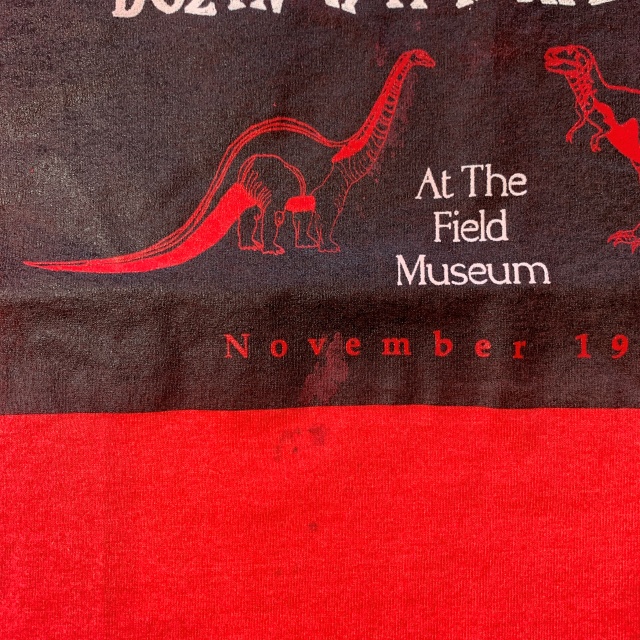 At The
Field
Museum
November 19